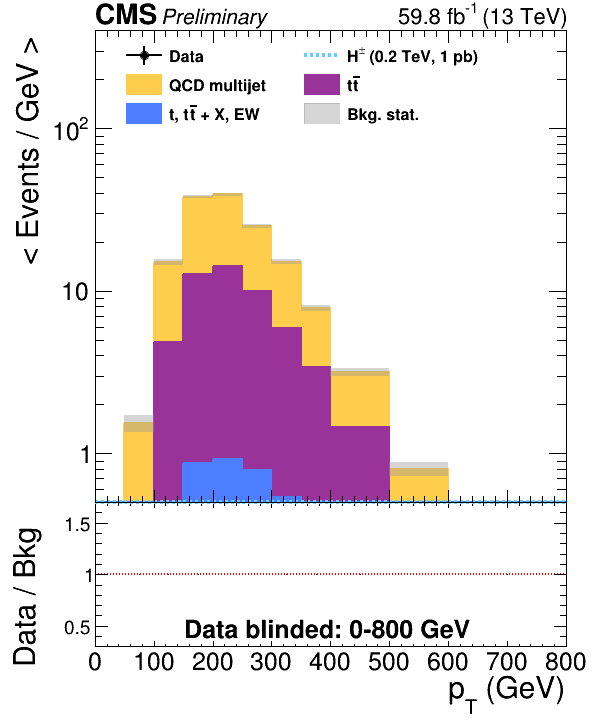 CMS Preliminary 59.8 fb⁻¹ (13 TeV)
< Events / GeV >
Data
H± (0.2 TeV, 1 pb)
QCD multijet
tt̄
t, tt̄ + X, EW
Bkg. stat.
10²
10
1
Data / Bkg
1.5
1
0.5
Data blinded: 0-800 GeV
0 100 200 300 400 500 600 700 800
p_T (GeV)